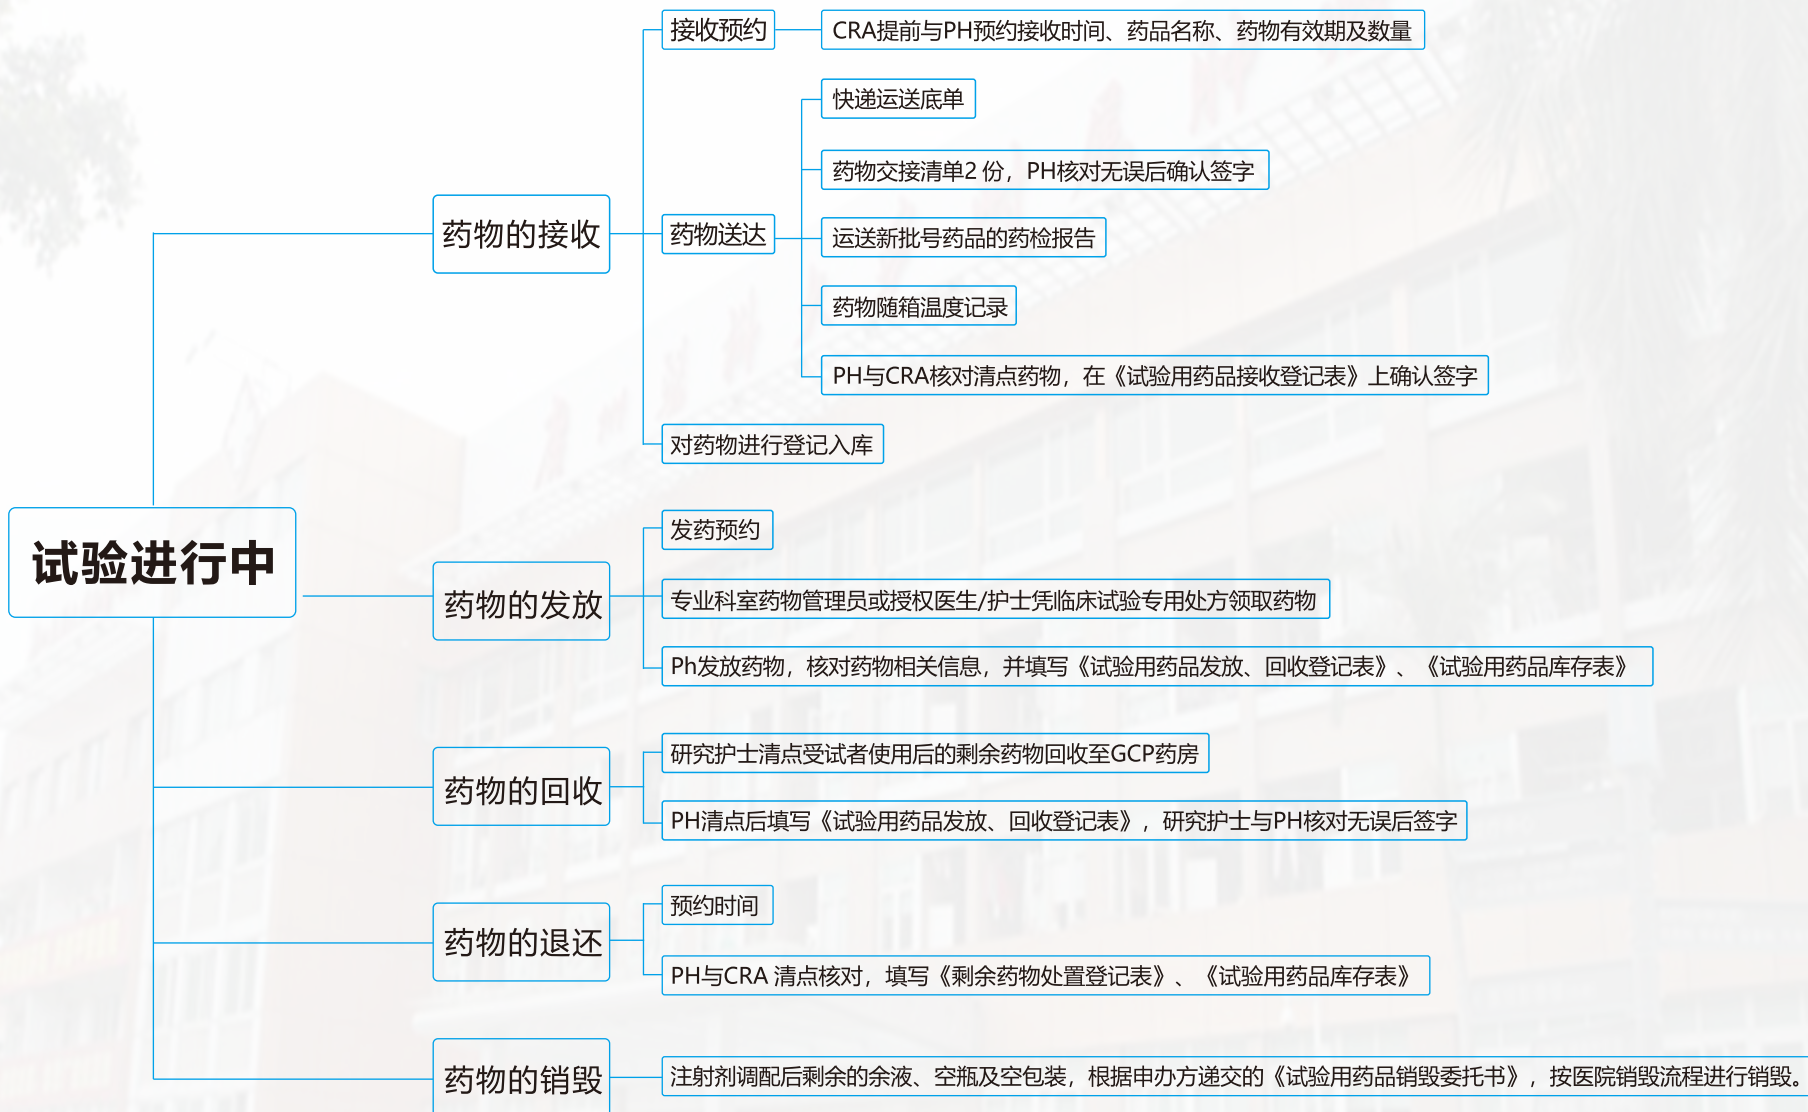 试验进行中
药物的接收
接收预约
CRA提前与PH预约接收时间、药品名称、药物有效期及数量
药物送达
快递运送底单
药物交接清单2 份，PH核对无误后确认签字
运送新批号药品的药检报告
药物随箱温度记录
PH与CRA核对清点药物，在《试验用药品接收登记表》上确认签字
对药物进行登记入库
药物的发放
发药预约
专业科室药物管理员或授权医生/护士凭临床试验专用处方领取药物
Ph发放药物，核对药物相关信息，并填写《试验用药品发放、回收登记表》、《试验用药品库存表》
药物的回收
研究护士清点受试者使用后的剩余药物回收至GCP药房
PH清点后填写《试验用药品发放、回收登记表》，研究护士与PH核对无误后签字
药物的退还
预约时间
PH与CRA 清点核对，填写《剩余药物处置登记表》、《试验用药品库存表》
药物的销毁
注射剂调配后剩余的余液、空瓶及空包装，根据申办方递交的《试验用药品销毁委托书》，按医院销毁流程进行销毁。